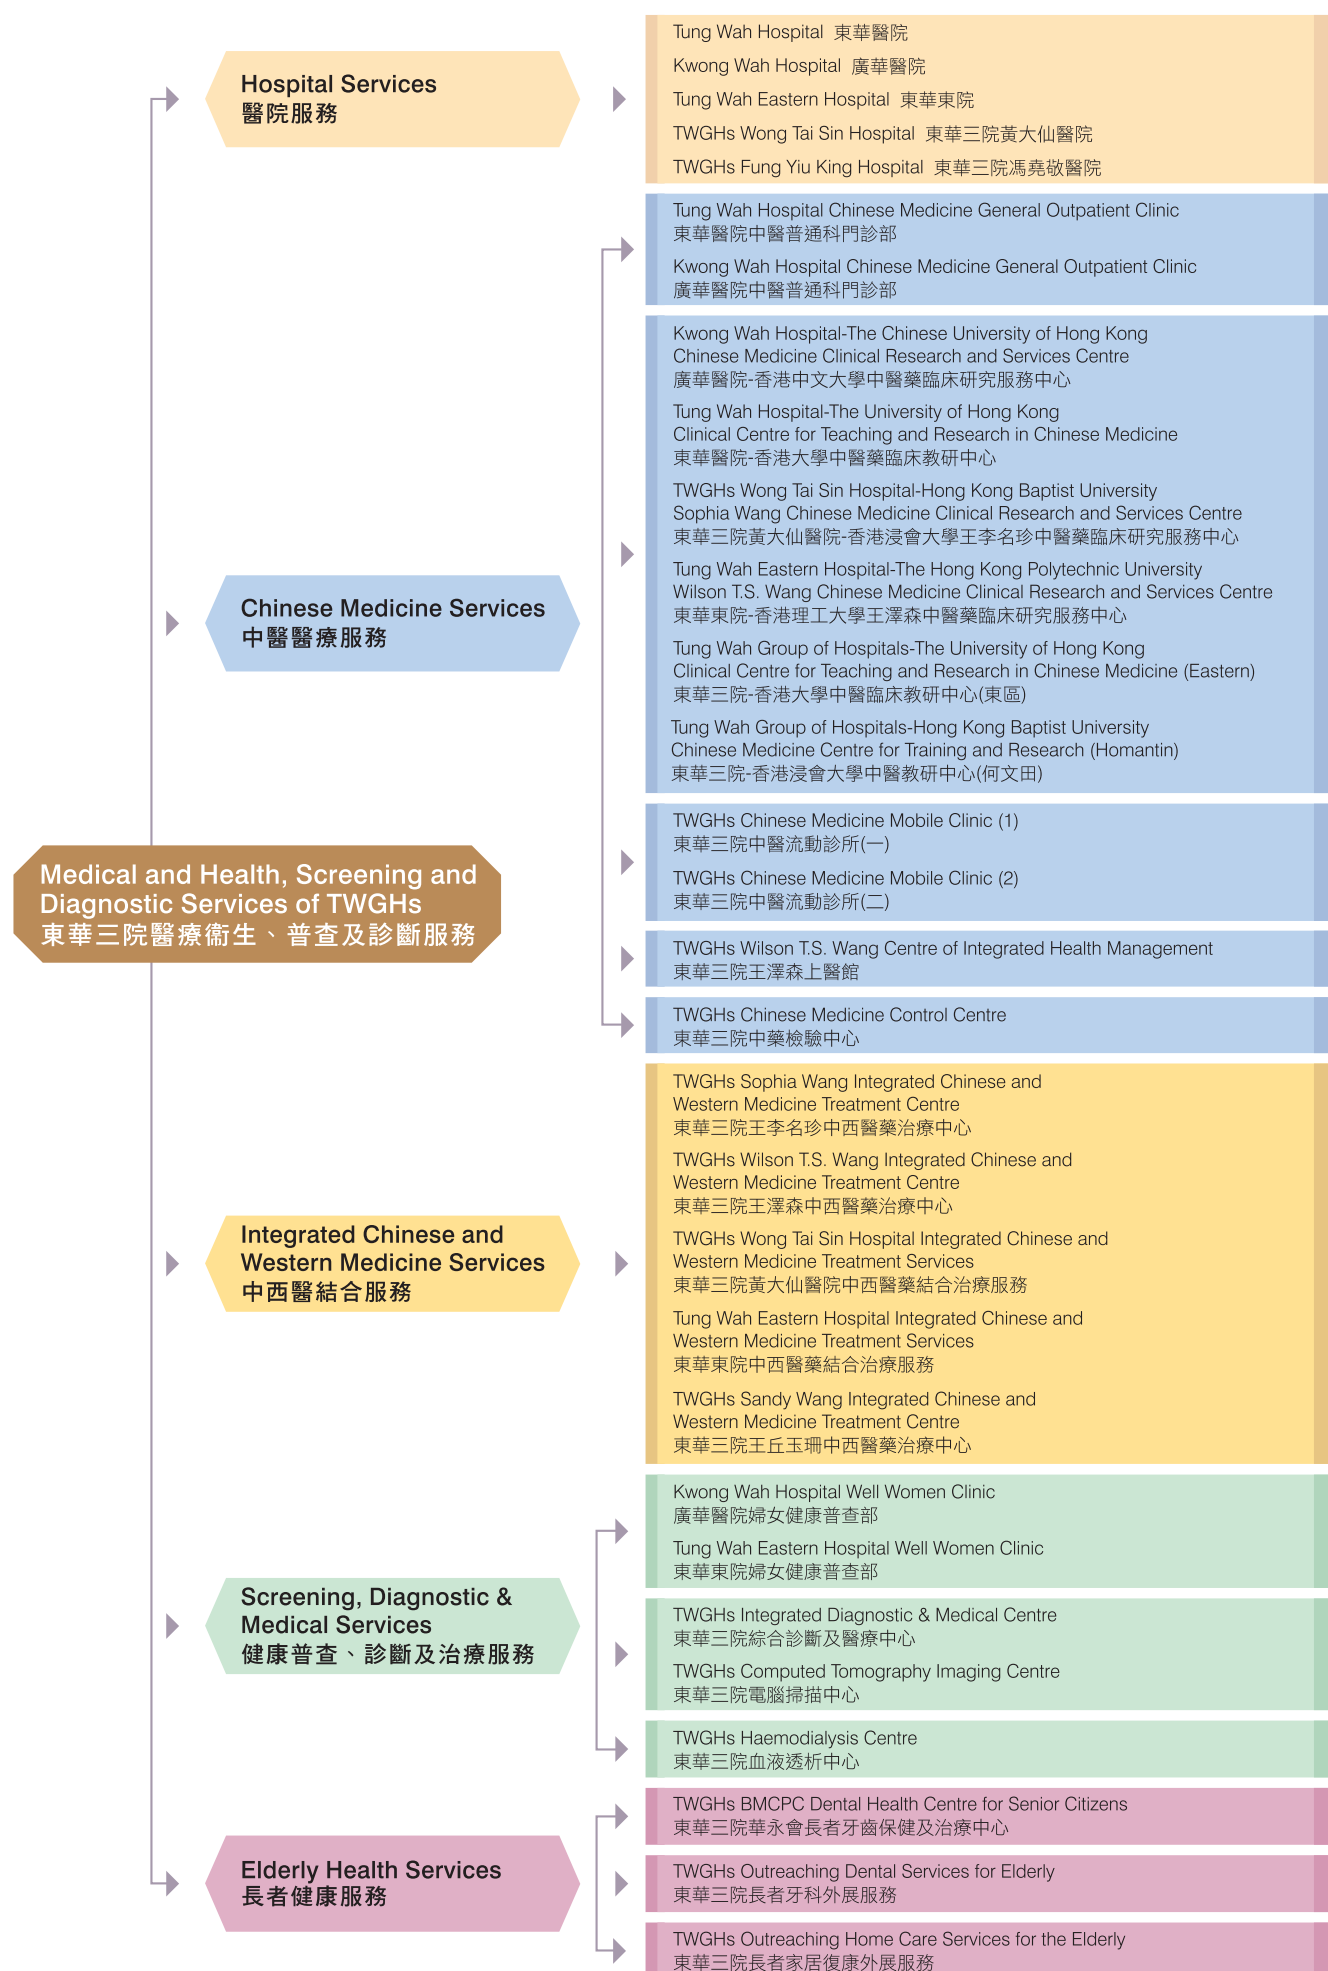 Medical and Health, Screening and
Diagnostic Services of TWGHs
東華三院醫療衞生、普查及診斷服務
Hospital Services
醫院服務
Tung Wah Hospital 東華醫院
Kwong Wah Hospital 廣華醫院
Tung Wah Eastern Hospital 東華東院
TWGHs Wong Tai Sin Hospital 東華三院黃大仙醫院
TWGHs Fung Yiu King Hospital 東華三院馮堯敬醫院
Chinese Medicine Services
中醫醫療服務
Tung Wah Hospital Chinese Medicine General Outpatient Clinic
東華醫院中醫普通科門診部
Kwong Wah Hospital Chinese Medicine General Outpatient Clinic
廣華醫院中醫普通科門診部
Kwong Wah Hospital-The Chinese University of Hong Kong
Chinese Medicine Clinical Research and Services Centre
廣華醫院-香港中文大學中醫藥臨床研究服務中心
Tung Wah Hospital-The University of Hong Kong
Clinical Centre for Teaching and Research in Chinese Medicine
東華醫院-香港大學中醫藥臨床教研中心
TWGHs Wong Tai Sin Hospital-Hong Kong Baptist University
Sophia Wang Chinese Medicine Clinical Research and Services Centre
東華三院黃大仙醫院-香港浸會大學王李名珍中醫藥臨床研究服務中心
Tung Wah Eastern Hospital-The Hong Kong Polytechnic University
Wilson T.S. Wang Chinese Medicine Clinical Research and Services Centre
東華東院-香港理工大學王澤森中醫藥臨床研究服務中心
Tung Wah Group of Hospitals-The University of Hong Kong
Clinical Centre for Teaching and Research in Chinese Medicine (Eastern)
東華三院-香港大學中醫臨床教研中心(東區)
Tung Wah Group of Hospitals-Hong Kong Baptist University
Chinese Medicine Centre for Training and Research (Homantin)
東華三院-香港浸會大學中醫教研中心(何文田)
TWGHs Chinese Medicine Mobile Clinic (1)
東華三院中醫流動診所(一)
TWGHs Chinese Medicine Mobile Clinic (2)
東華三院中醫流動診所(二)
TWGHs Wilson T.S. Wang Centre of Integrated Health Management
東華三院王澤森上醫館
TWGHs Chinese Medicine Control Centre
東華三院中藥檢驗中心
Integrated Chinese and
Western Medicine Services
中西醫結合服務
TWGHs Sophia Wang Integrated Chinese and
Western Medicine Treatment Centre
東華三院王李名珍中西醫藥治療中心
TWGHs Wilson T.S. Wang Integrated Chinese and
Western Medicine Treatment Centre
東華三院王澤森中西醫藥治療中心
TWGHs Wong Tai Sin Hospital Integrated Chinese and
Western Medicine Treatment Services
東華三院黃大仙醫院中西醫藥結合治療服務
Tung Wah Eastern Hospital Integrated Chinese and
Western Medicine Treatment Services
東華東院中西醫藥結合治療服務
TWGHs Sandy Wang Integrated Chinese and
Western Medicine Treatment Centre
東華三院王丘玉珊中西醫藥治療中心
Screening, Diagnostic &
Medical Services
健康普查、診斷及治療服務
Kwong Wah Hospital Well Women Clinic
廣華醫院婦女健康普查部
Tung Wah Eastern Hospital Well Women Clinic
東華東院婦女健康普查部
TWGHs Integrated Diagnostic & Medical Centre
東華三院綜合診斷及醫療中心
TWGHs Computed Tomography Imaging Centre
東華三院電腦掃描中心
TWGHs Haemodialysis Centre
東華三院血液透析中心
Elderly Health Services
長者健康服務
TWGHs BMCPC Dental Health Centre for Senior Citizens
東華三院華永會長者牙齒保健及治療中心
TWGHs Outreaching Dental Services for Elderly
東華三院長者牙科外展服務
TWGHs Outreaching Home Care Services for the Elderly
東華三院長者家居復康外展服務